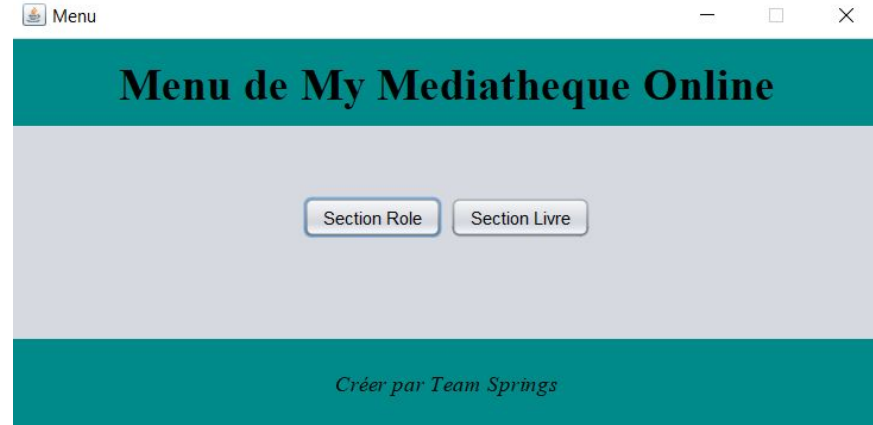 Menu
Menu de My Mediatheque Online
Section Role Section Livre
Créer par Team Springs